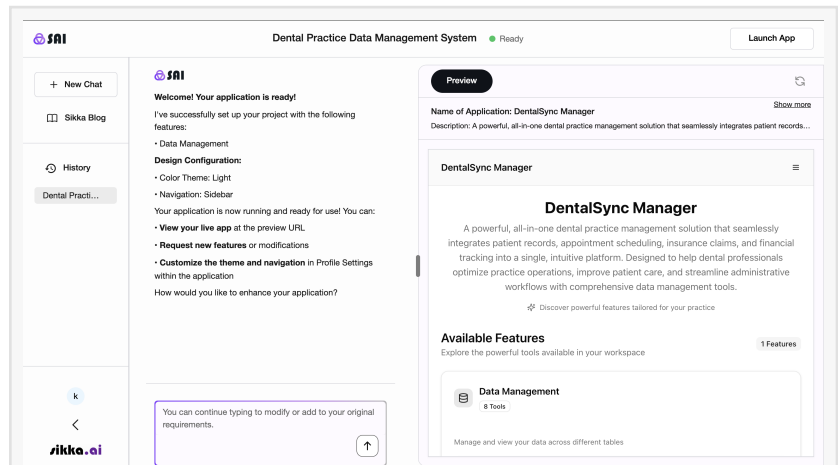 SAI
Dental Practice Data Management System
Ready
Launch App
+ New Chat
Sikka Blog
History
Dental Practi...
k
sikka.ai
SAI
Welcome! Your application is ready!
I've successfully set up your project with the following
features:
• Data Management
Design Configuration:
• Color Theme: Light
• Navigation: Sidebar
Your application is now running and ready for use! You can:
• View your live app at the preview URL
• Request new features or modifications
• Customize the theme and navigation in Profile Settings
within the application
How would you like to enhance your application?
You can continue typing to modify or add to your original
requirements.
Preview
Show more
Name of Application: DentalSync Manager
Description: A powerful, all-in-one dental practice management solution that seamlessly integrates patient records...
DentalSync Manager
DentalSync Manager
A powerful, all-in-one dental practice management solution that seamlessly
integrates patient records, appointment scheduling, insurance claims, and financial
tracking into a single, intuitive platform. Designed to help dental professionals
optimize practice operations, improve patient care, and streamline administrative
workflows with comprehensive data management tools.
Discover powerful features tailored for your practice
Available Features
1 Features
Explore the powerful tools available in your workspace
Data Management
8 Tools
Manage and view your data across different tables